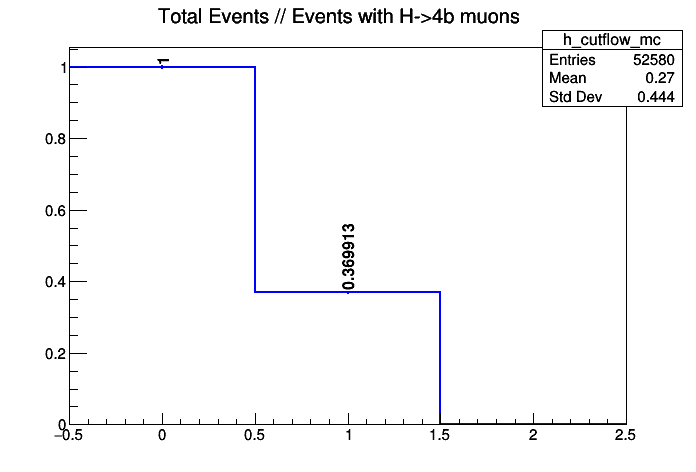 Total Events // Events with H->4b muons
h_cutflow_mc
Entries 52580
Mean 0.27
Std Dev 0.444
1
0.8
0.6
0.4
0.2
0
1
0.369913
−0.5 0 0.5 1 1.5 2 2.5